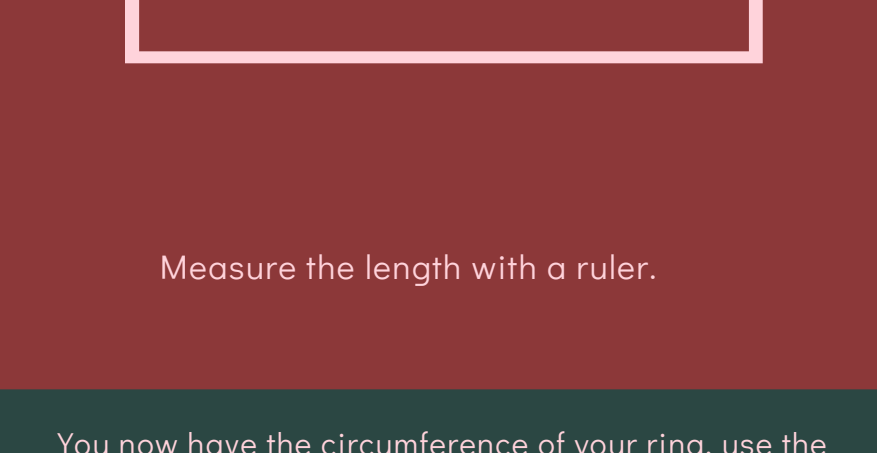 Measure the length with a ruler.
You now have the circumference of your ring, use the